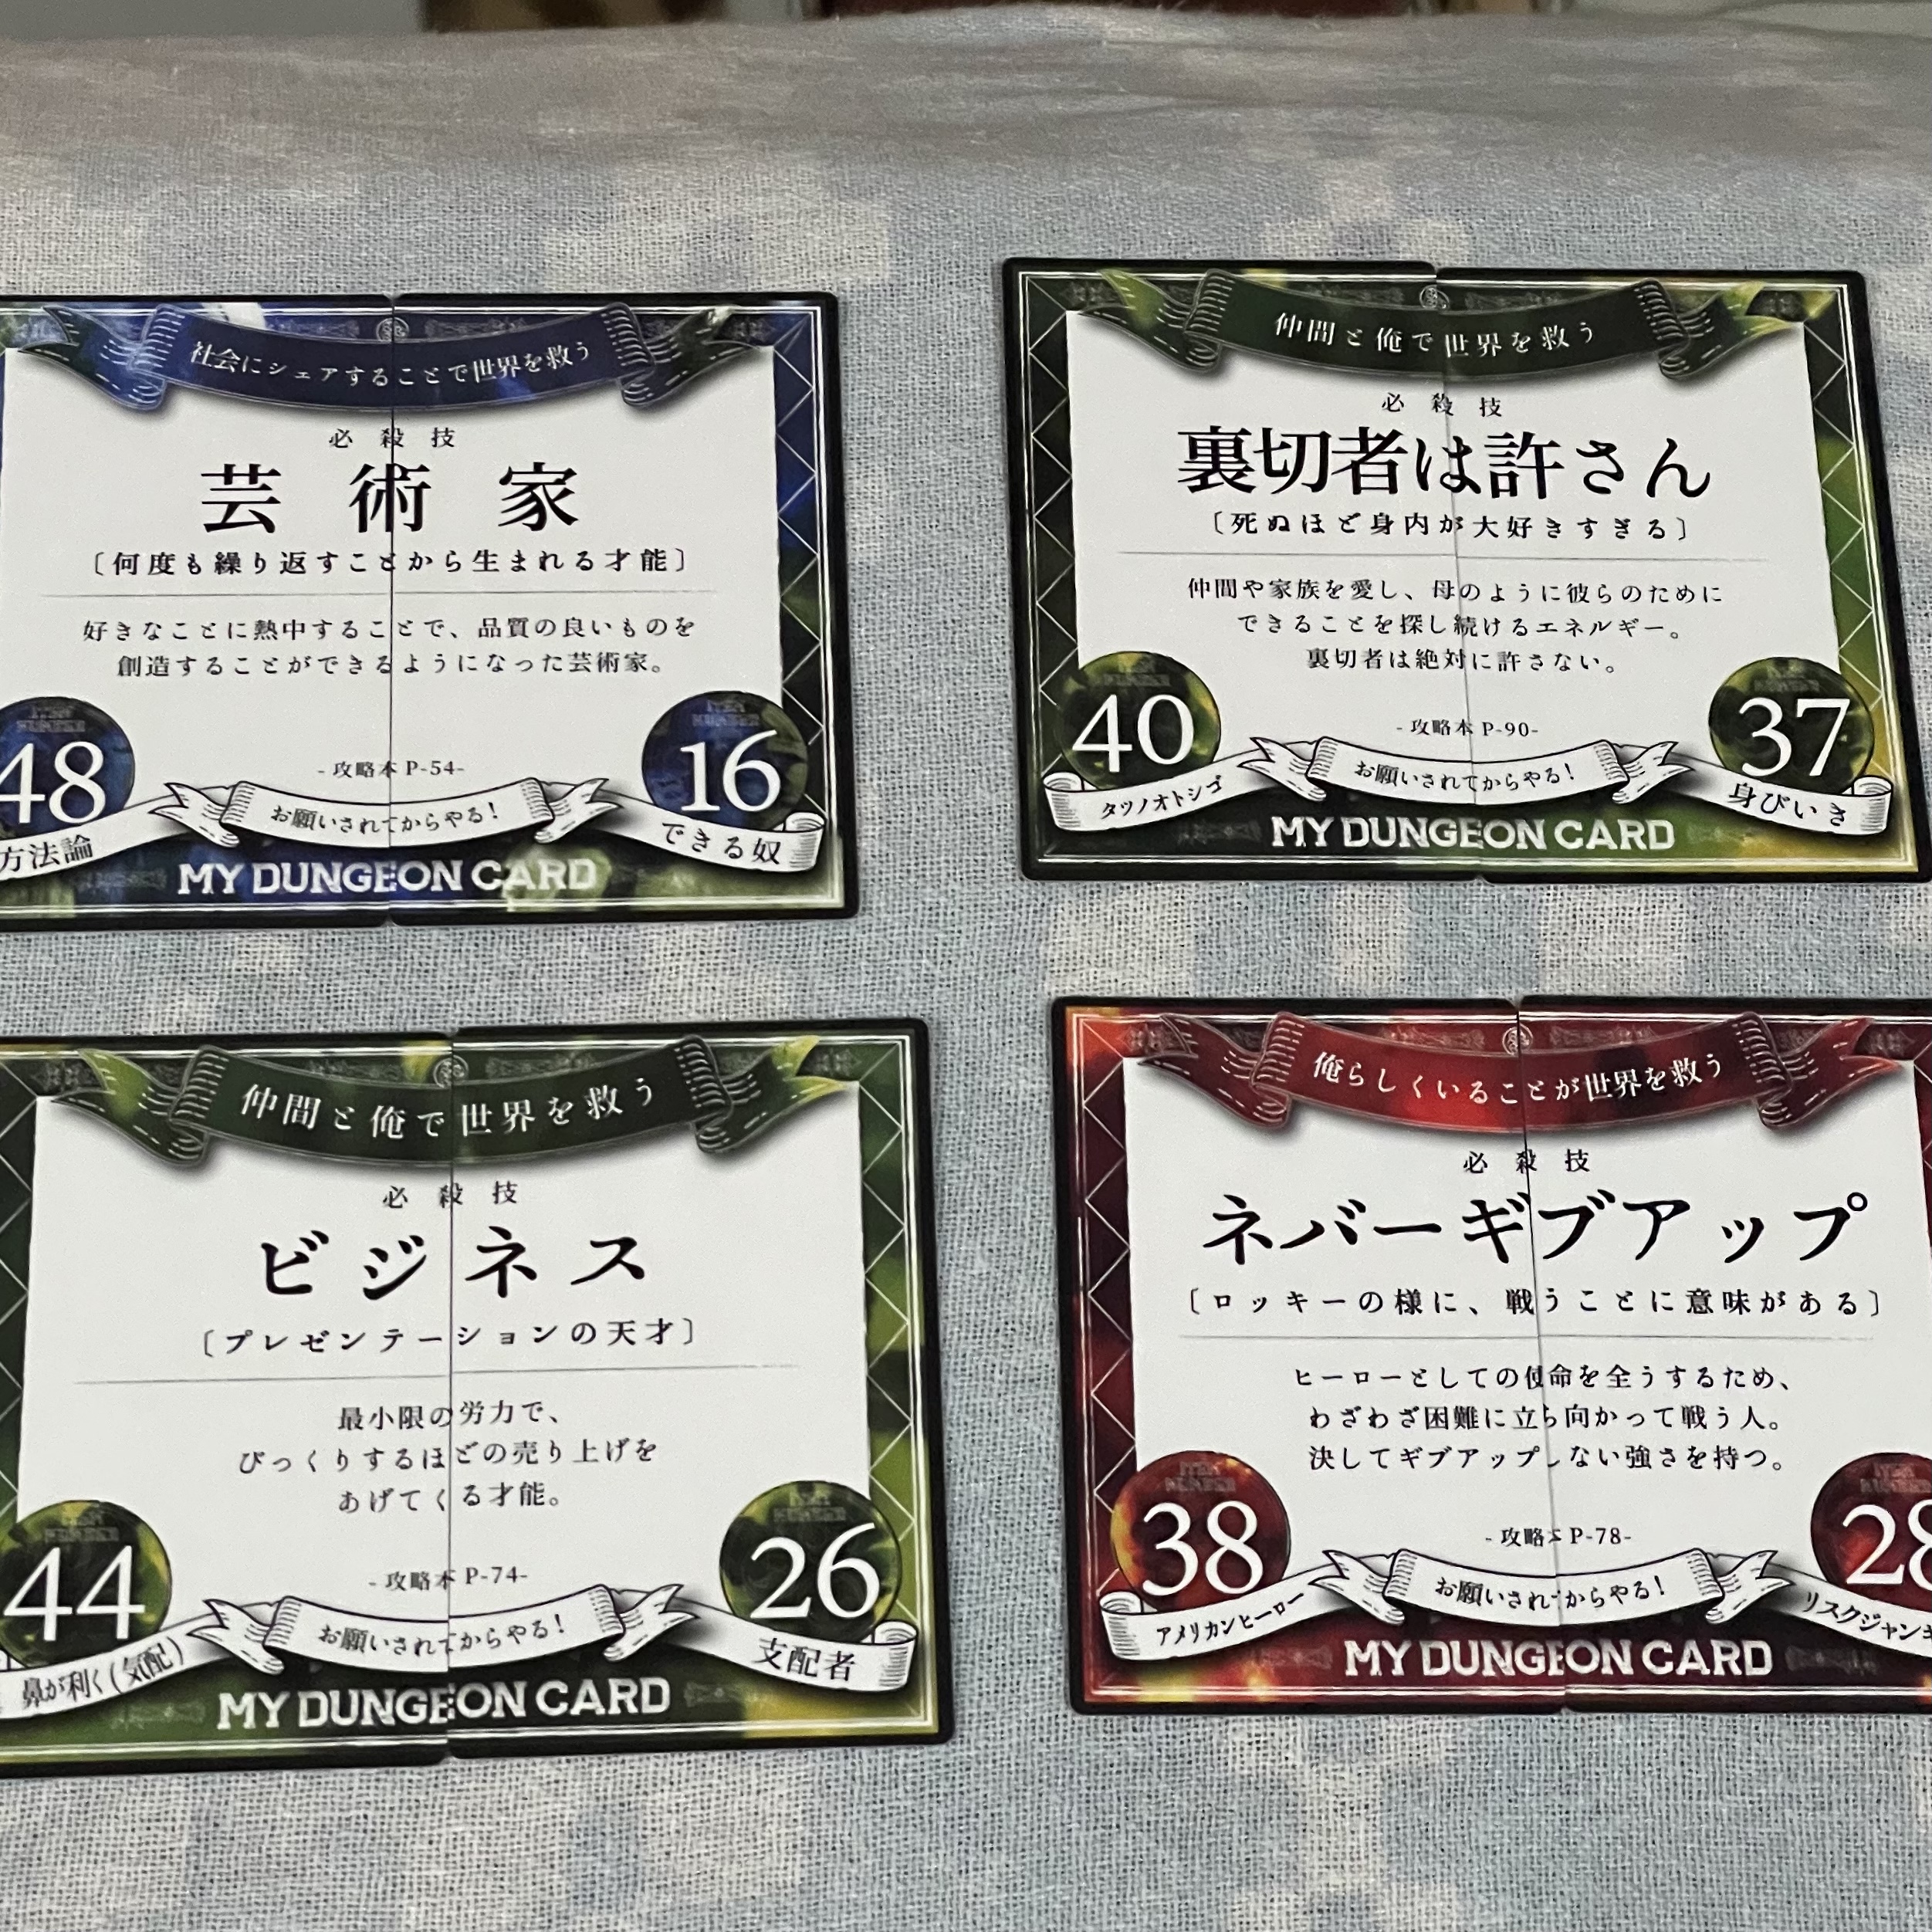 社会にシェアすることで世界を救う
必殺技
芸術家
〔何度も繰り返すことから生まれる才能〕
好きなことに熱中することで、品質の良いものを
創造することができるようになった芸術家。
48
16
-攻略本 P-54-
お願いされてからやる!
方法論
できる奴
MY DUNGEON CARD
仲間と俺で世界を救う
必殺技
裏切者は許さん
〔死ぬほど身内が大好きすぎる〕
仲間や家族を愛し、母のように彼らのために
できることを探し続けるエネルギー。
裏切者は絶対に許さない。
40
37
-攻略本 P-90-
お願いされてからやる!
タツノオトシゴ
身びいき
MY DUNGEON CARD
仲間と俺で世界を救う
必殺技
ビジネス
〔プレゼンテーションの天才〕
最小限の労力で、
びっくりするほどの売り上げを
あげてくる才能。
44
26
-攻略本 P-74-
お願いされてからやる!
鼻が利く(気配)
支配者
MY DUNGEON CARD
俺らしくいることが世界を救う
必殺技
ネバーギブアップ
〔ロッキーの様に、戦うことに意味がある〕
ヒーローとしての使命を全うするため、
わざわざ困難に立ち向かって戦う人。
決してギブアップしない強さを持つ。
38
28
-攻略本 P-78-
お願いされてからやる!
アメリカンヒーロー
リスクジャンキ
MY DUNGEON CARD